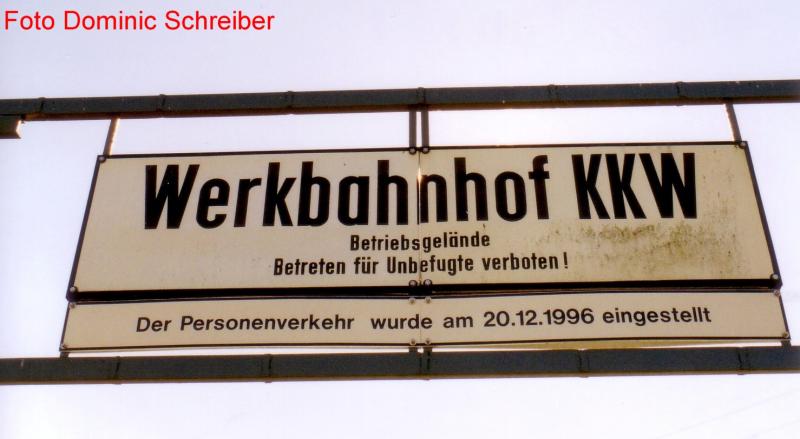 Foto Dominic Schreiber
Werkbahnhof KKW
Betriebsgelände
Betreten für Unbefugte verboten!
Der Personenverkehr wurde am 20.12.1996 eingestellt